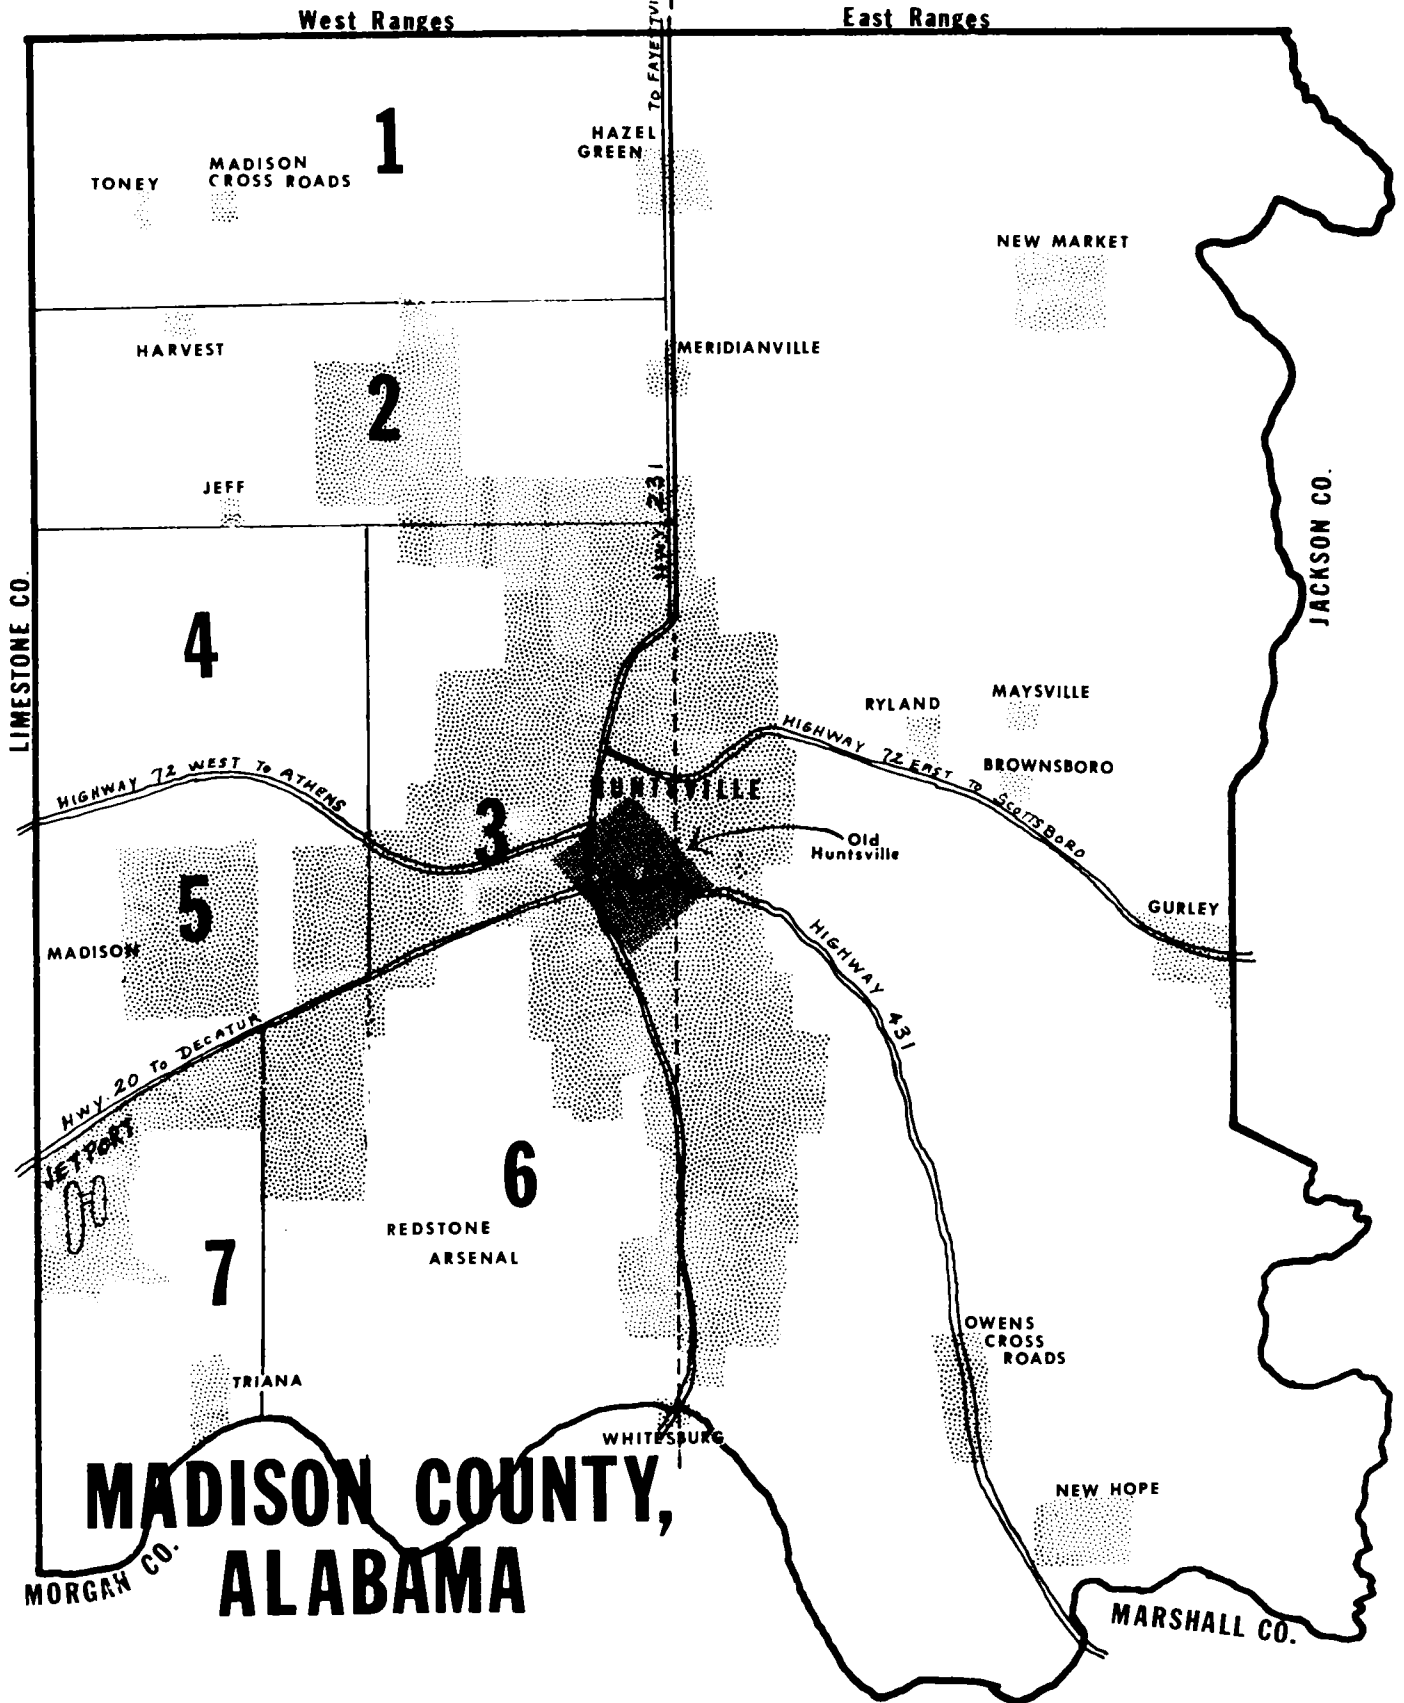 West Ranges
East Ranges
1
HAZEL
GREEN
MADISON
CROSS ROADS
TONEY
NEW MARKET
HARVEST
MERIDIANVILLE
2
JEFF
HWY 231
LIMESTONE CO.
JACKSON CO.
4
RYLAND
MAYSVILLE
HIGHWAY 72 EAST TO SCOTTSBORO
BROWNSBORO
HIGHWAY 72 WEST TO ATHENS
HUNTSVILLE
3
Old
Huntsville
5
MADISON
GURLEY
HIGHWAY 431
HWY. 20 TO DECATUR
JETPORT
6
REDSTONE
ARSENAL
7
OWENS
CROSS
ROADS
TRIANA
WHITESBURG
MADISON COUNTY,
ALABAMA
NEW HOPE
MORGAN CO.
MARSHALL CO.